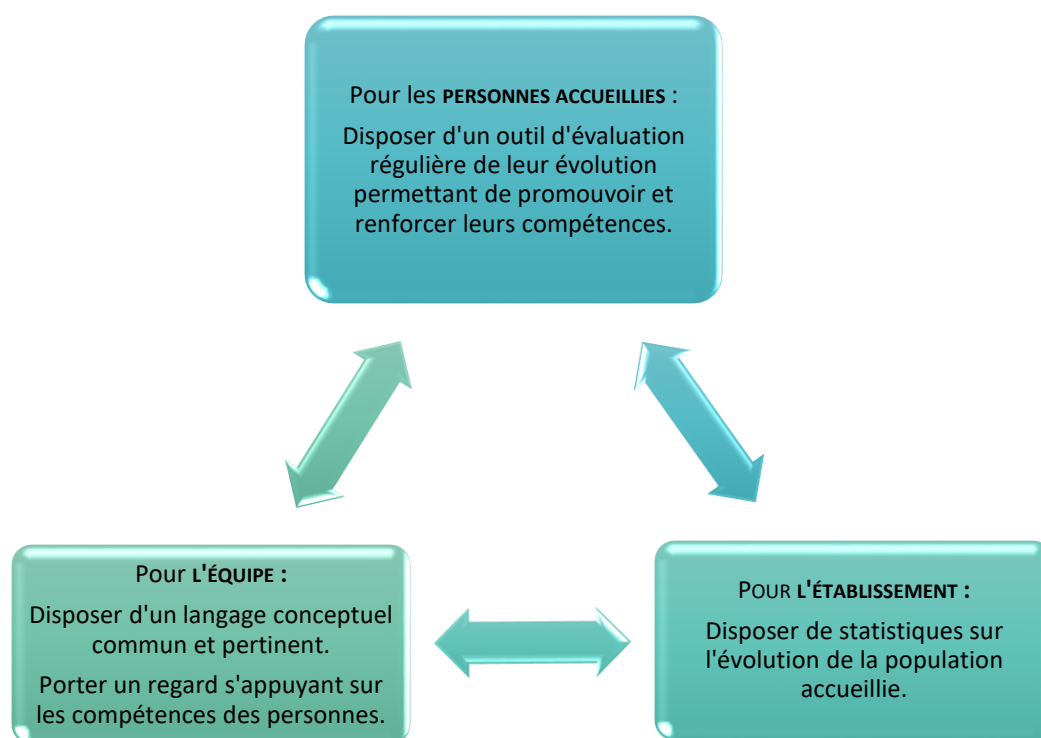 Pour les PERSONNES ACCUEILLIES :
Disposer d'un outil d'évaluation
régulière de leur évolution
permettant de promouvoir et
renforcer leurs compétences.
Pour L'ÉQUIPE :
Disposer d'un langage conceptuel
commun et pertinent.
Porter un regard s'appuyant sur
les compétences des personnes.
POUR L'ÉTABLISSEMENT :
Disposer de statistiques sur
l'évolution de la population
accueillie.